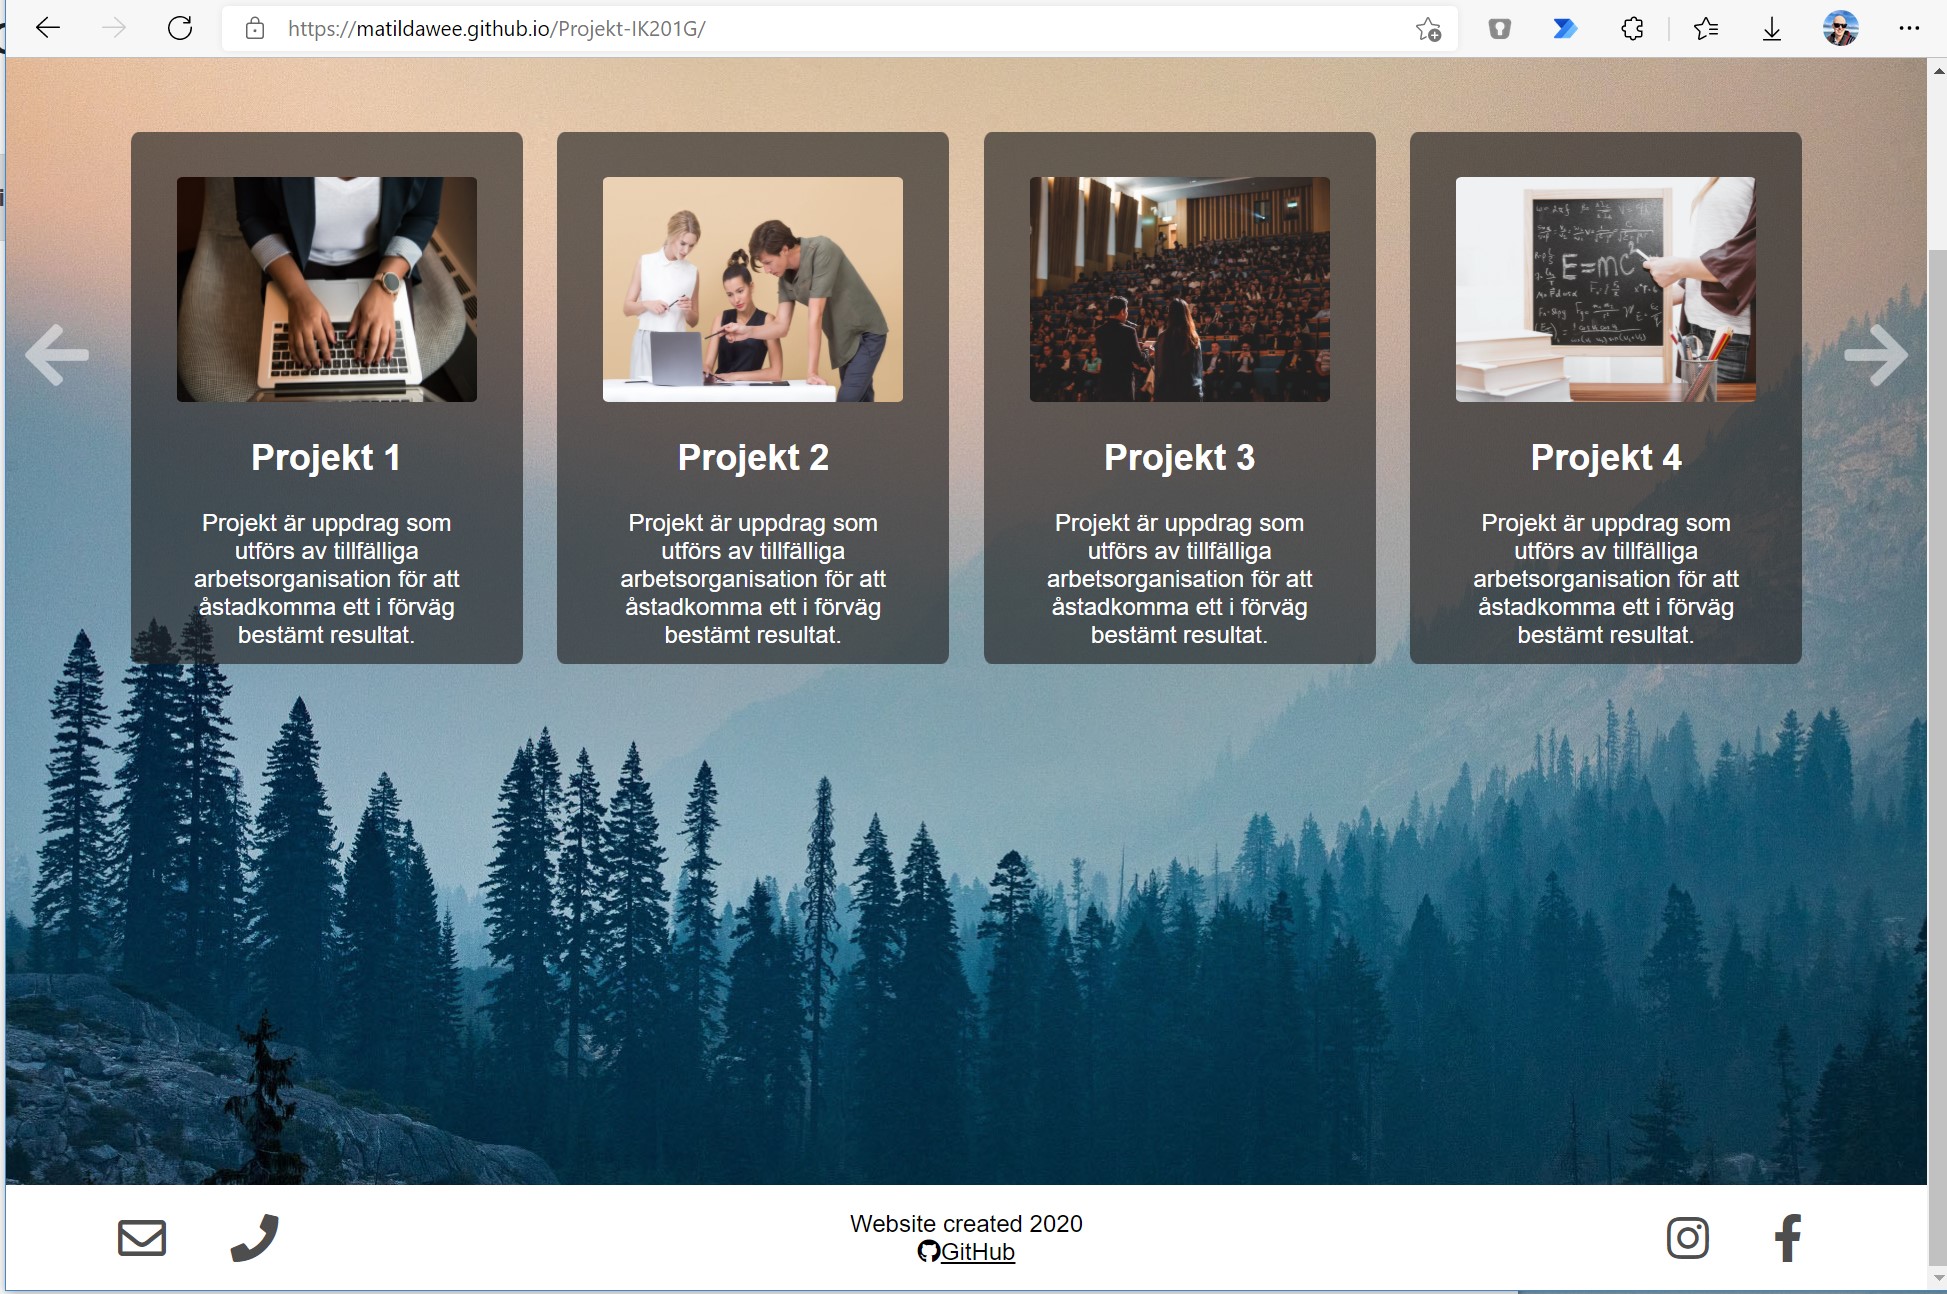 https://matildawee.github.io/Projekt-IK201G/
E=mc²
Projekt 1
Projekt är uppdrag som
utförs av tillfälliga
arbetsorganisation för att
åstadkomma ett i förväg
bestämt resultat.
Projekt 2
Projekt är uppdrag som
utförs av tillfälliga
arbetsorganisation för att
åstadkomma ett i förväg
bestämt resultat.
Projekt 3
Projekt är uppdrag som
utförs av tillfälliga
arbetsorganisation för att
åstadkomma ett i förväg
bestämt resultat.
Projekt 4
Projekt är uppdrag som
utförs av tillfälliga
arbetsorganisation för att
åstadkomma ett i förväg
bestämt resultat.
Website created 2020
GitHub